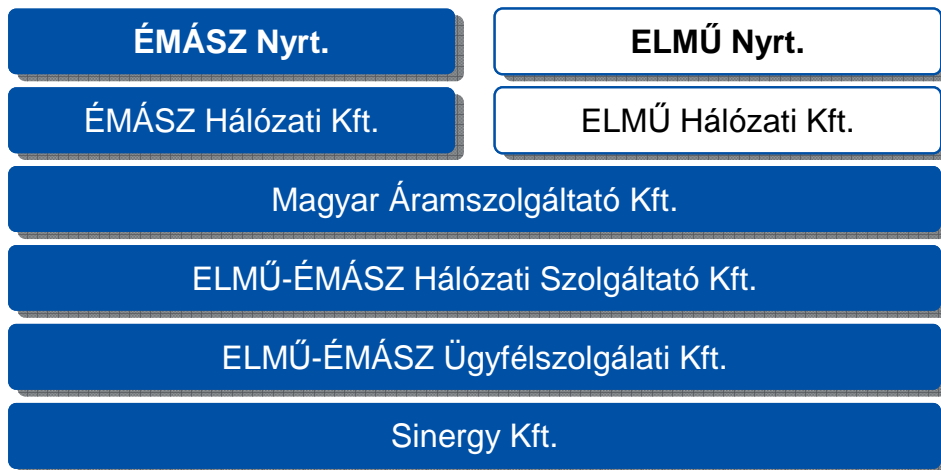 ÉMÁSZ Nyrt.
ELMŰ Nyrt.
ÉMÁSZ Hálózati Kft.
ELMŰ Hálózati Kft.
Magyar Áramszolgáltató Kft.
ELMŰ-ÉMÁSZ Hálózati Szolgáltató Kft.
ELMŰ-ÉMÁSZ Ügyfélszolgálati Kft.
Sinergy Kft.